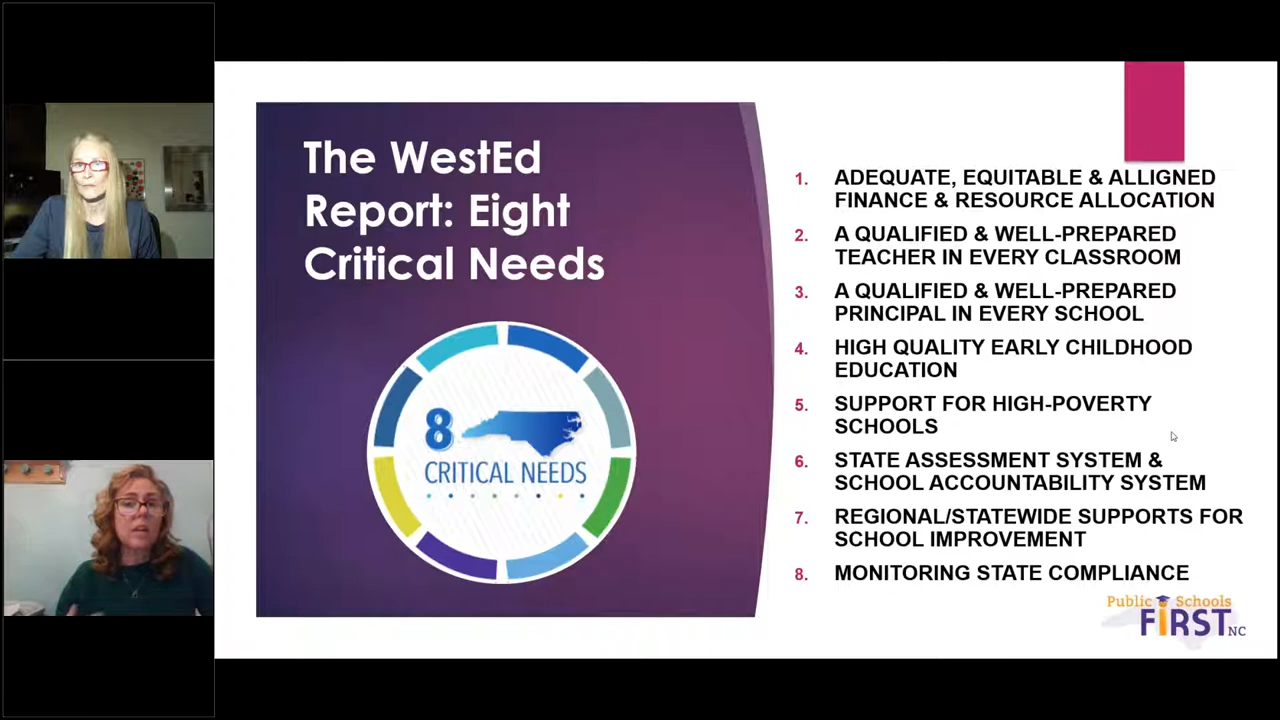 The WestEd
Report: Eight
Critical Needs
8
CRITICAL NEEDS
1. ADEQUATE, EQUITABLE & ALLIGNED
FINANCE & RESOURCE ALLOCATION
2. A QUALIFIED & WELL-PREPARED
TEACHER IN EVERY CLASSROOM
3. A QUALIFIED & WELL-PREPARED
PRINCIPAL IN EVERY SCHOOL
4. HIGH QUALITY EARLY CHILDHOOD
EDUCATION
5. SUPPORT FOR HIGH-POVERTY
SCHOOLS
6. STATE ASSESSMENT SYSTEM &
SCHOOL ACCOUNTABILITY SYSTEM
7. REGIONAL/STATEWIDE SUPPORTS FOR
SCHOOL IMPROVEMENT
8. MONITORING STATE COMPLIANCE
Public Schools
FiRST NC